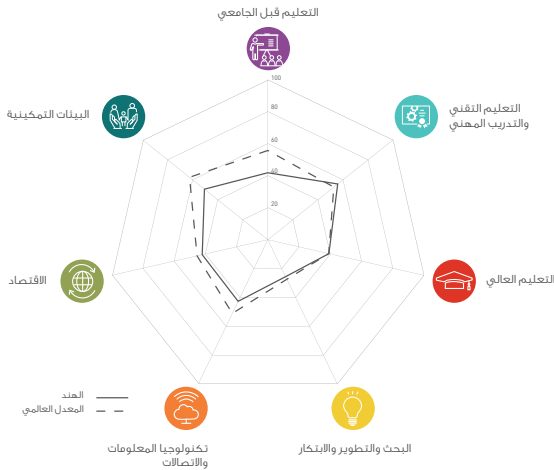 التعليم قبل الجامعي
التعليم التقني
والتدريب المهني
البيئات التمكينية
100
80
60
40
20
التعليم العالي
الاقتصاد
الهند
المعدل العالمي
البحث والتطوير والابتكار
تكنولوجيا المعلومات
والاتصالات